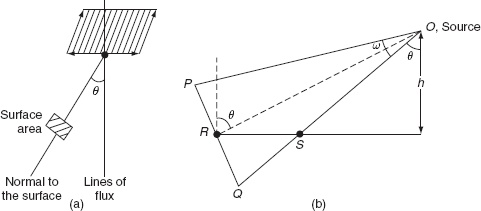 θ
Surface
area
Normal to
the surface
Lines of
flux
(a)
O, Source
ω
θ
P
h
θ
R
S
Q
(b)